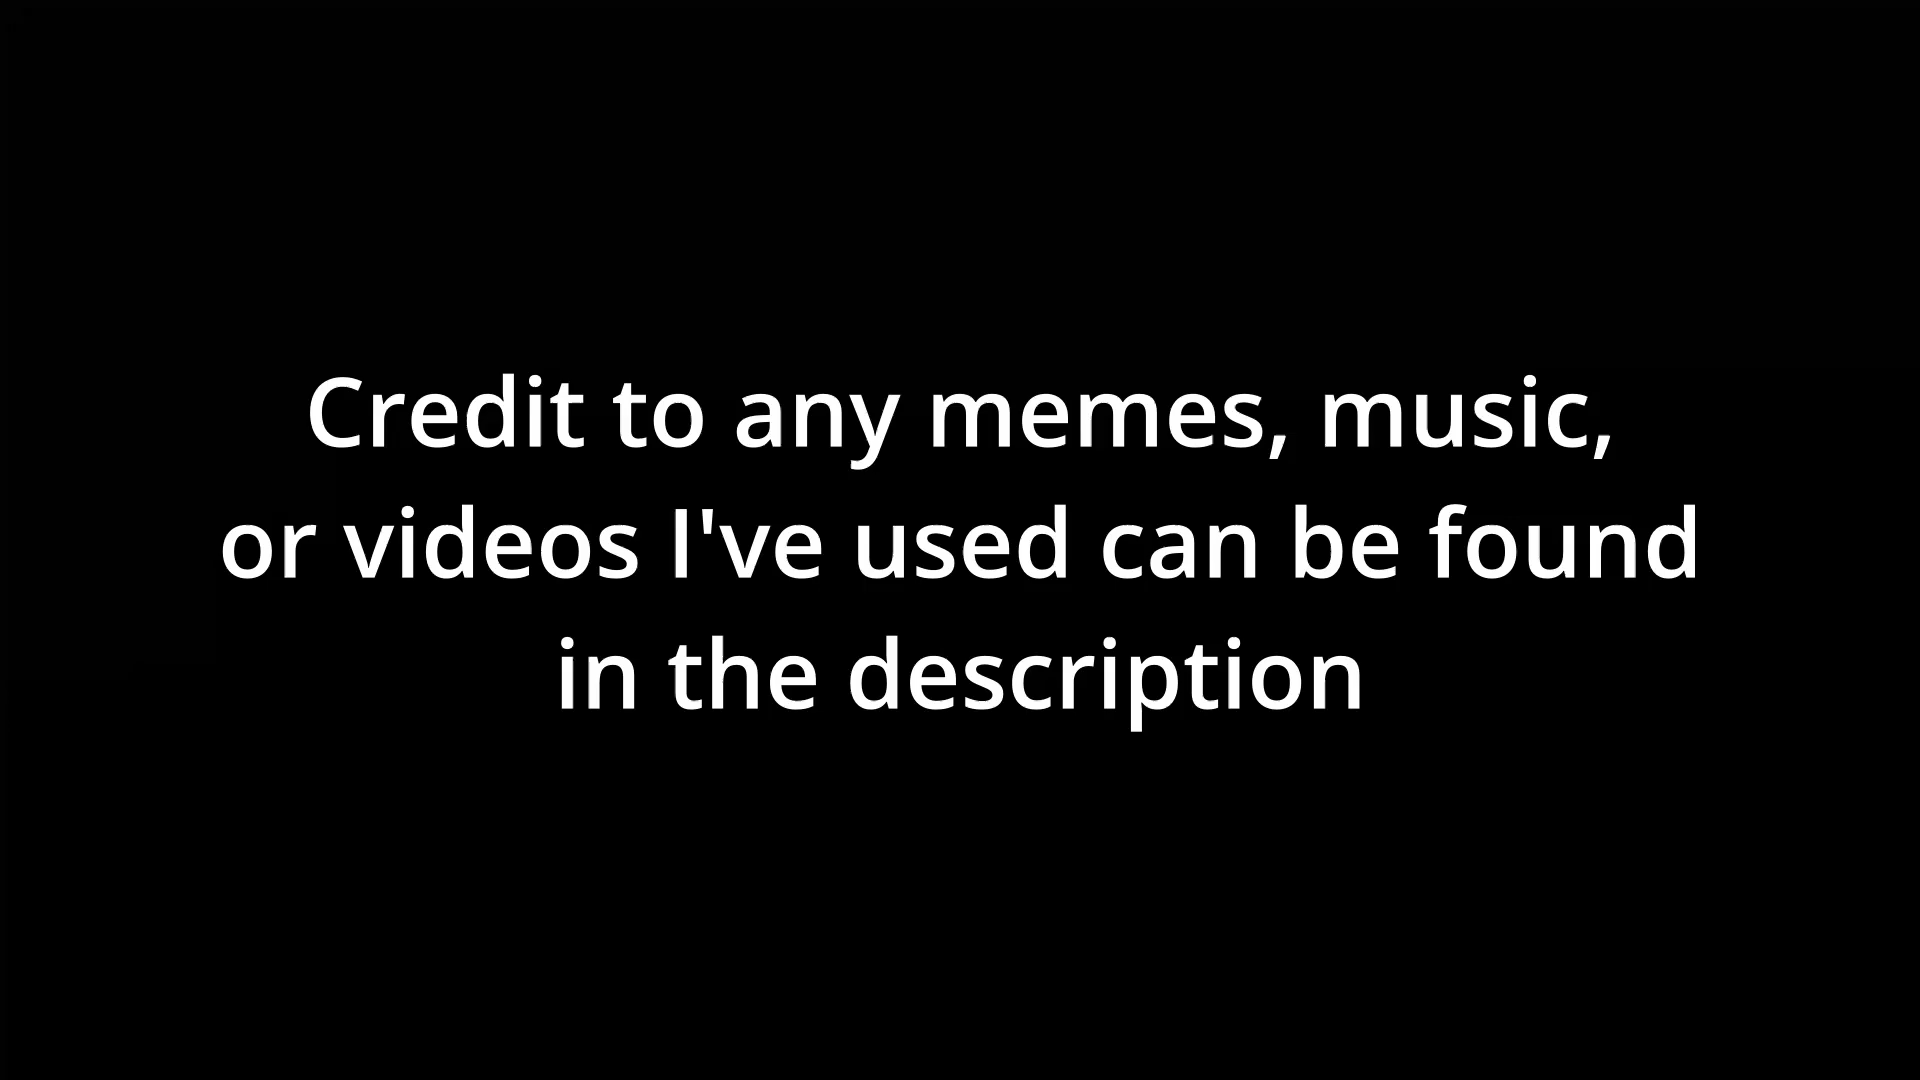 Credit to any memes, music,
or videos I've used can be found
in the description